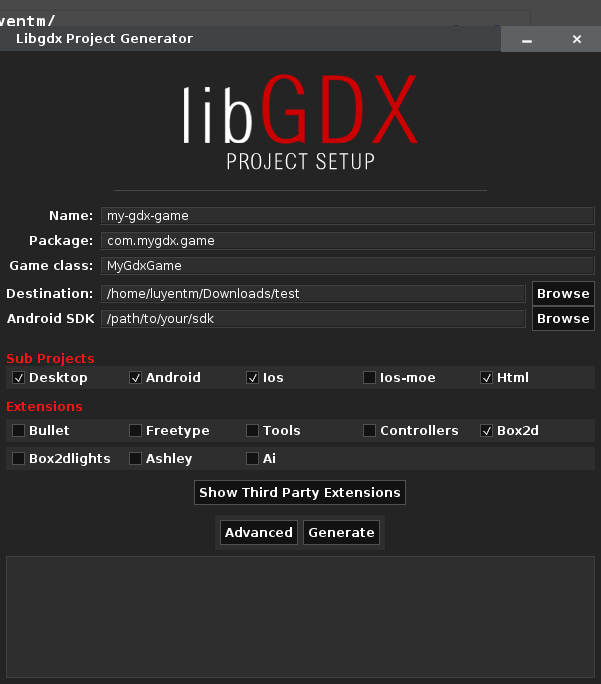 ventm/
Libgdx Project Generator
libGDX
PROJECT SETUP
Name: my-gdx-game
Package: com.mygdx.game
Game class: MyGdxGame
Destination: /home/luyentm/Downloads/test Browse
Android SDK /path/to/your/sdk Browse
Sub Projects
Desktop Android Ios Ios-moe Html
Extensions
Bullet Freetype Tools Controllers Box2d
Box2dlights Ashley Ai
Show Third Party Extensions
Advanced Generate